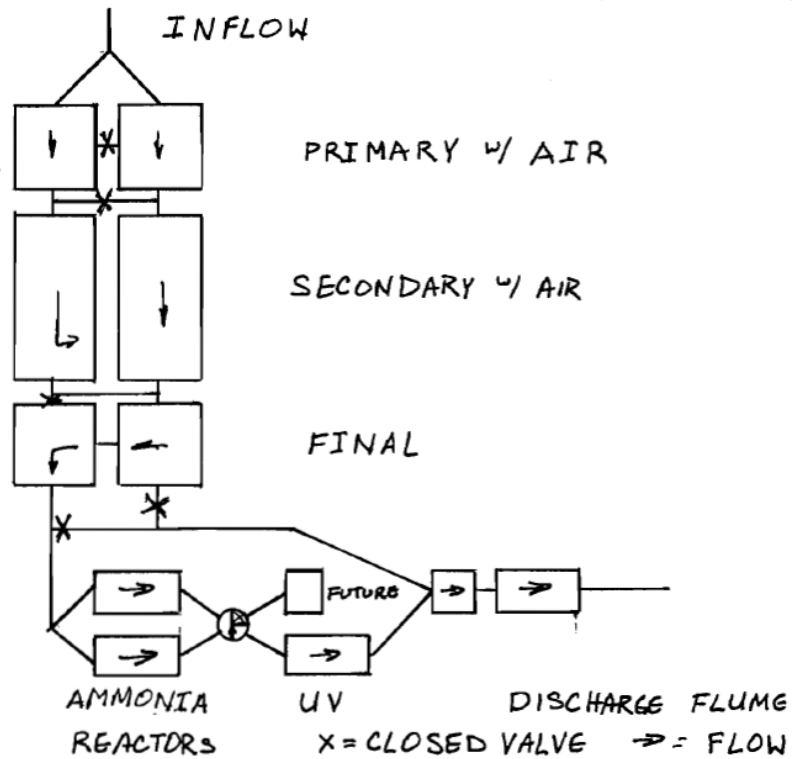 INFLOW
PRIMARY w/ AIR
SECONDARY w/ AIR
FINAL
FUTURE
AMMONIA REACTORS
UV
DISCHARGE FLUME
X = CLOSED VALVE → = FLOW